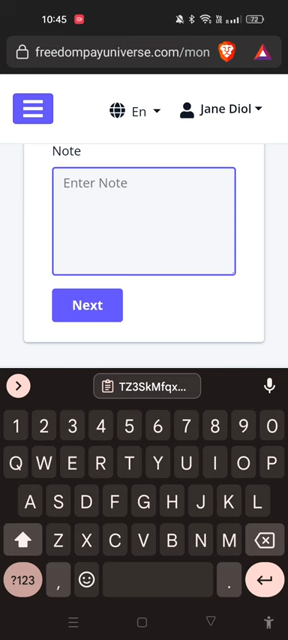 10:45
72
freedompayuniverse.com/mon
En
Jane Diol
Note
Enter Note
Next
TZ3SkMfqx...
1 2 3 4 5 6 7 8 9 0
Q W E R T Y U I O P
A S D F G H J K L
Z X C V B N M
?123 , .